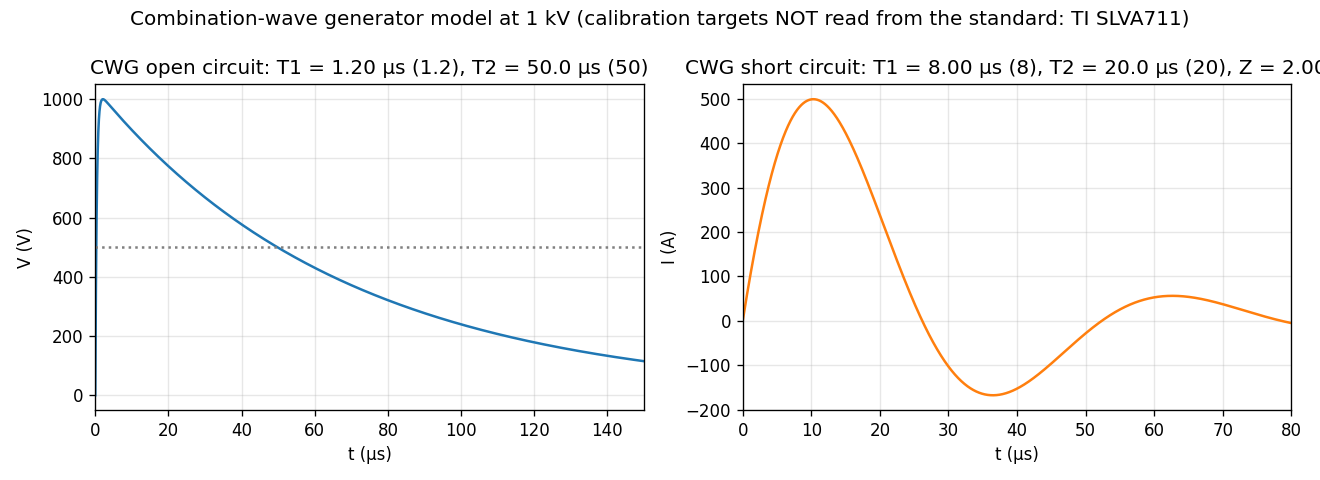 Combination-wave generator model at 1 kV (calibration targets NOT read from the standard: TI SLVA711)
CWG open circuit: T1 = 1.20 µs (1.2), T2 = 50.0 µs (50)
1000
800
600
400
200
0
V (V)
0 20 40 60 80 100 120 140
t (µs)
CWG short circuit: T1 = 8.00 µs (8), T2 = 20.0 µs (20), Z = 2.00
500
400
300
200
100
0
−100
−200
I (A)
0 10 20 30 40 50 60 70 80
t (µs)